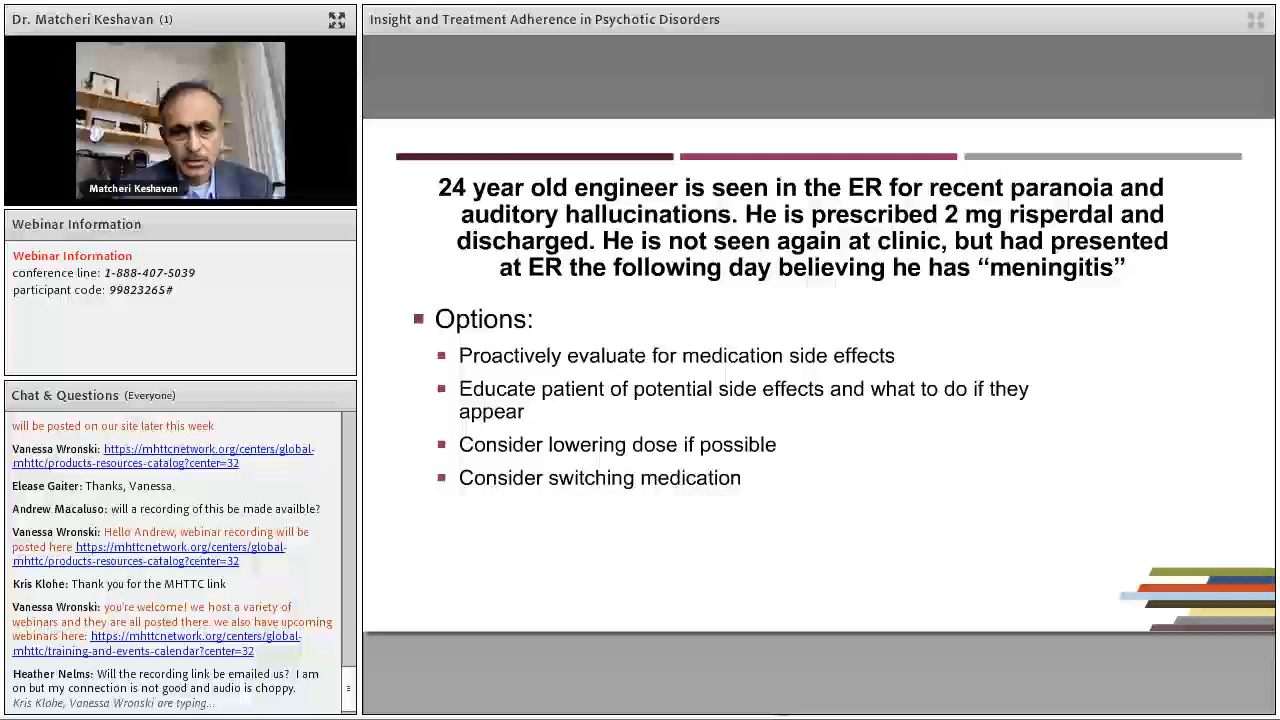 Dr. Matcheri Keshavan (1)
Matcheri Keshavan
Webinar Information
Webinar Information
conference line: 1-888-407-5039
participant code: 99823265#
Chat & Questions (Everyone)
will be posted on our site later this week
Vanessa Wronski: https://mhttcnetwork.org/centers/global-
mhttc/products-resources-catalog?center=32
Elease Gaiter: Thanks, Vanessa.
Andrew Macaluso: will a recording of this be made availble?
Vanessa Wronski: Hello Andrew, webinar recording will be
posted here https://mhttcnetwork.org/centers/global-
mhttc/products-resources-catalog?center=32
Kris Klohe: Thank you for the MHTTC link
Vanessa Wronski: you're welcome! we host a variety of
webinars and they are all posted there. we also have upcoming
webinars here: https://mhttcnetwork.org/centers/global-
mhttc/training-and-events-calendar?center=32
Heather Nelms: Will the recording link be emailed us? I am
on but my connection is not good and audio is choppy.
Kris Klohe, Vanessa Wronski are typing...
Insight and Treatment Adherence in Psychotic Disorders
24 year old engineer is seen in the ER for recent paranoia and
auditory hallucinations. He is prescribed 2 mg risperdal and
discharged. He is not seen again at clinic, but had presented
at ER the following day believing he has “meningitis”
Options:
Proactively evaluate for medication side effects
Educate patient of potential side effects and what to do if they
appear
Consider lowering dose if possible
Consider switching medication